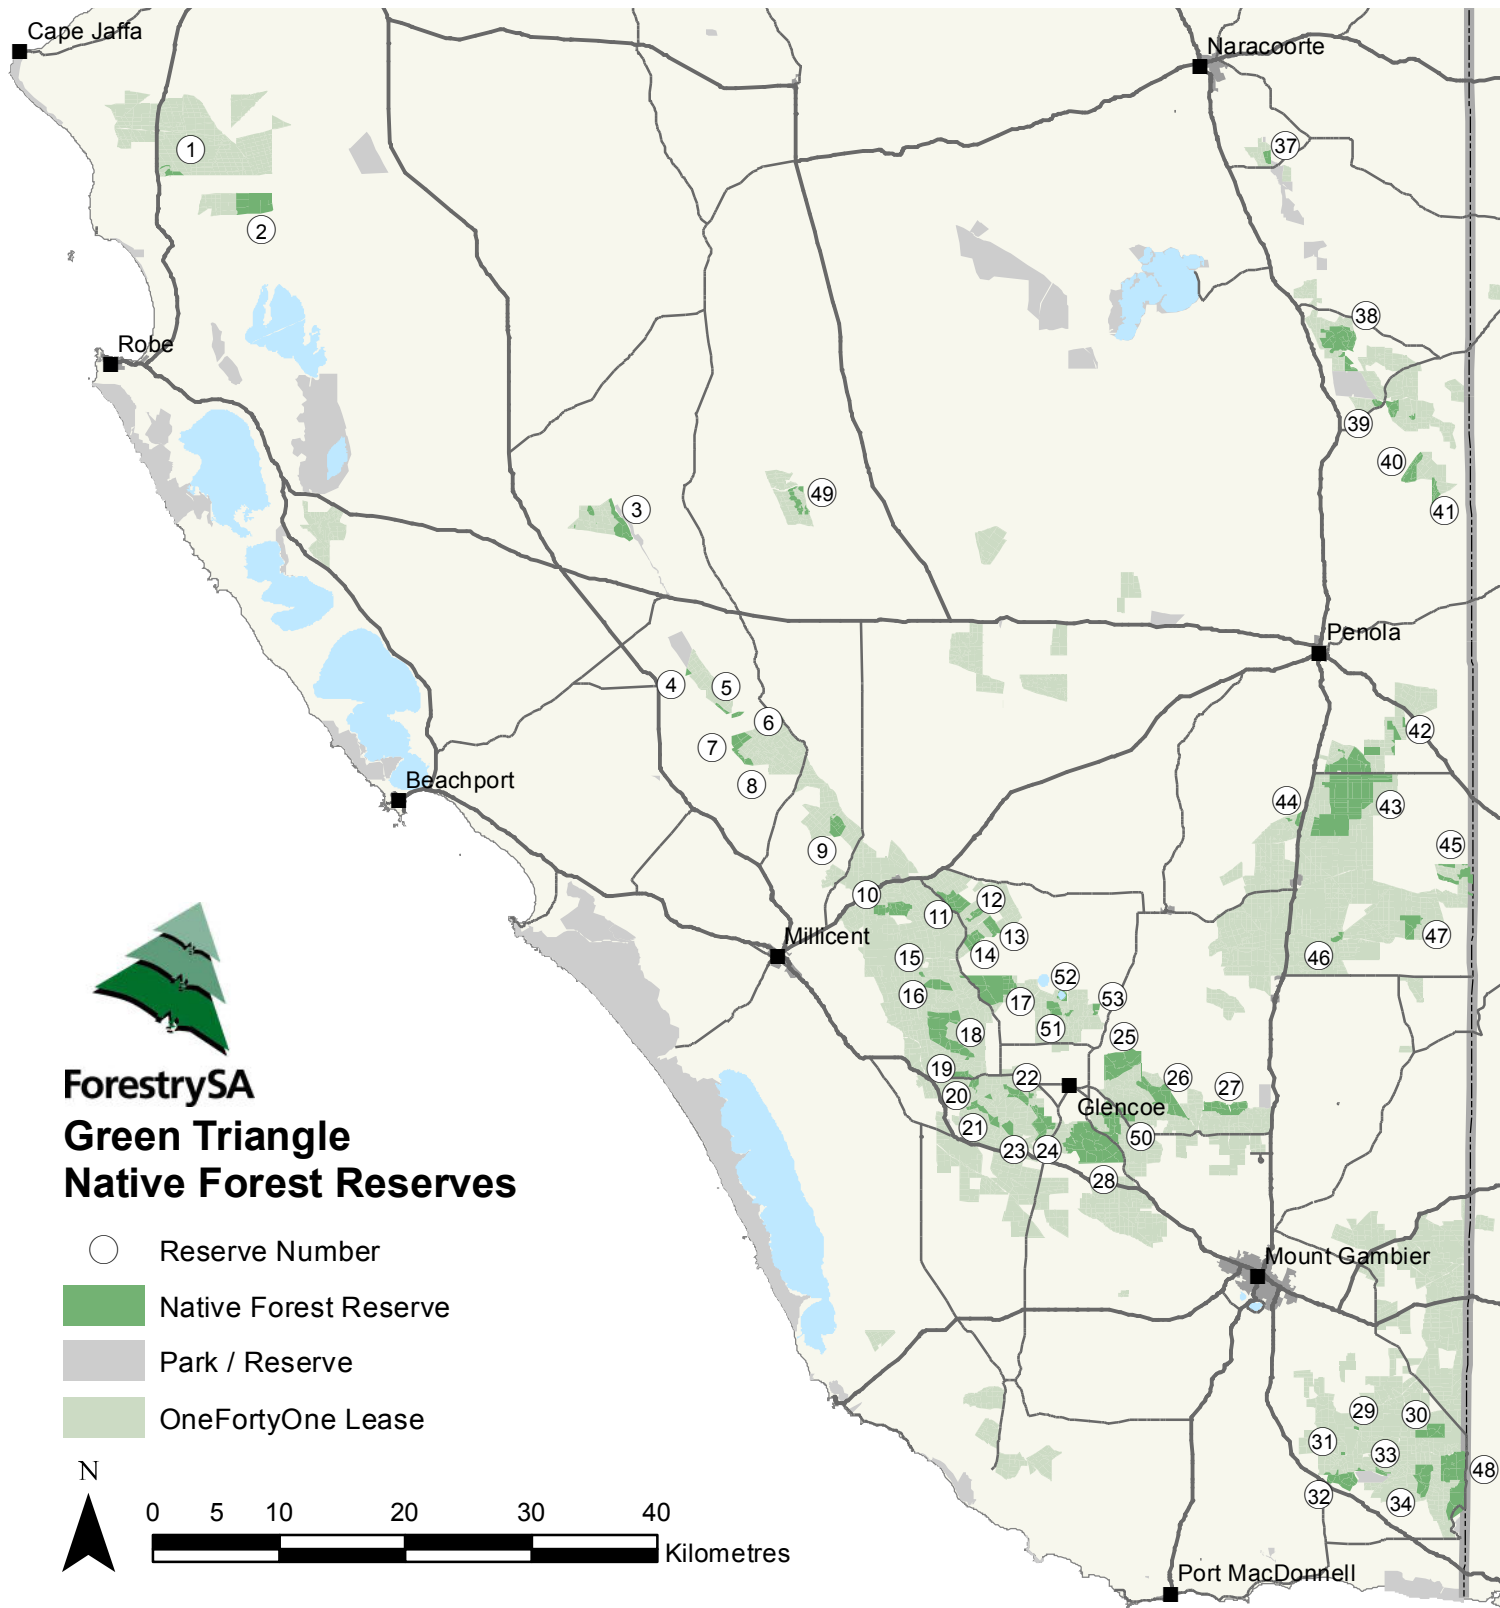 Cape Jaffa
Naracoorte
1
37
2
38
Robe
39
40
49
3
41
Penola
4
5
6
42
7
8
Beachport
44
43
9
45
10
12
11
13
47
Millicent
14
46
15
52
16
17
53
51
18
25
19
22
26
27
20
Glencoe
21
50
23
24
28
ForestrySA
Green Triangle
Native Forest Reserves
Reserve Number
Native Forest Reserve
Park / Reserve
OneFortyOne Lease
Mount Gambier
29
30
31
33
48
32
34
N
0 5 10 20 30 40
Kilometres
Port MacDonnell